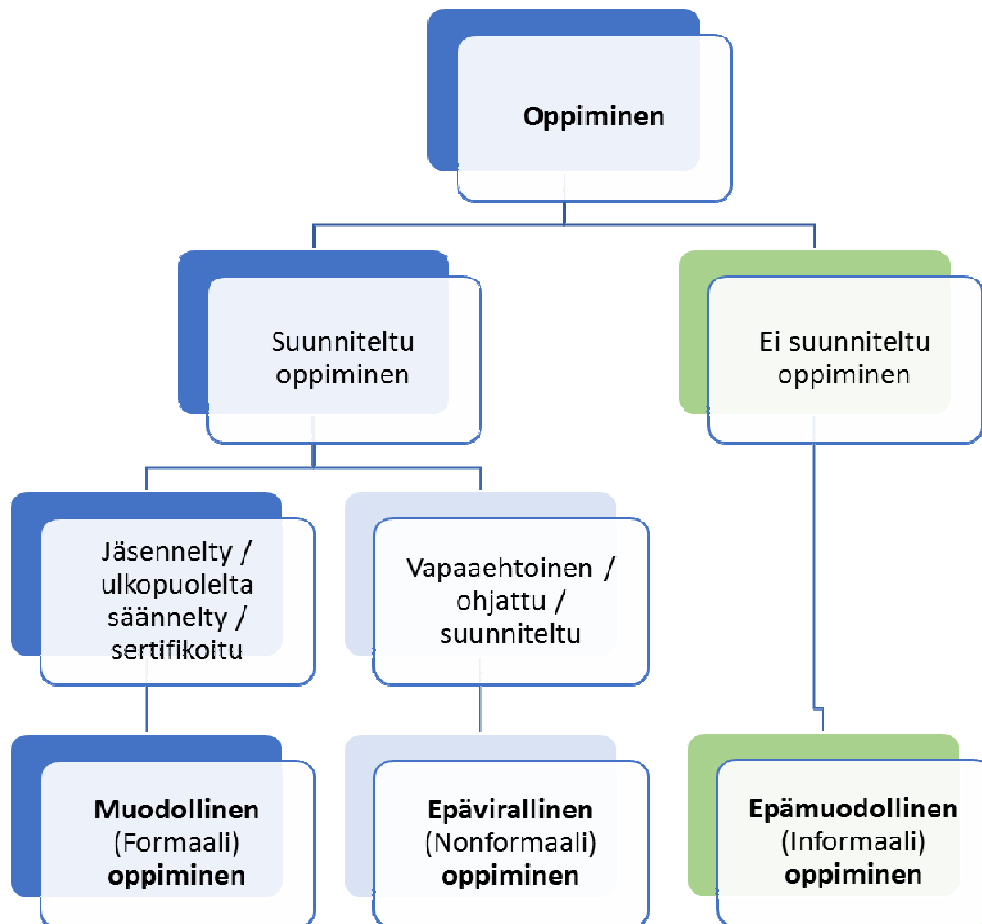 Oppiminen
Suunniteltu
oppiminen
Ei suunniteltu
oppiminen
Jäsennelty /
ulkopuolelta
säännelty /
sertifikoitu
Vapaaehtoinen /
ohjattu /
suunniteltu
Muodollinen
(Formaali)
oppiminen
Epävirallinen
(Nonformaali)
oppiminen
Epämuodollinen
(Informaali)
oppiminen